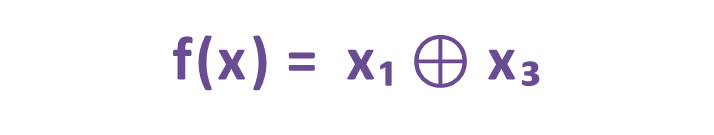 f(x) = x₁ ⊕ x₃